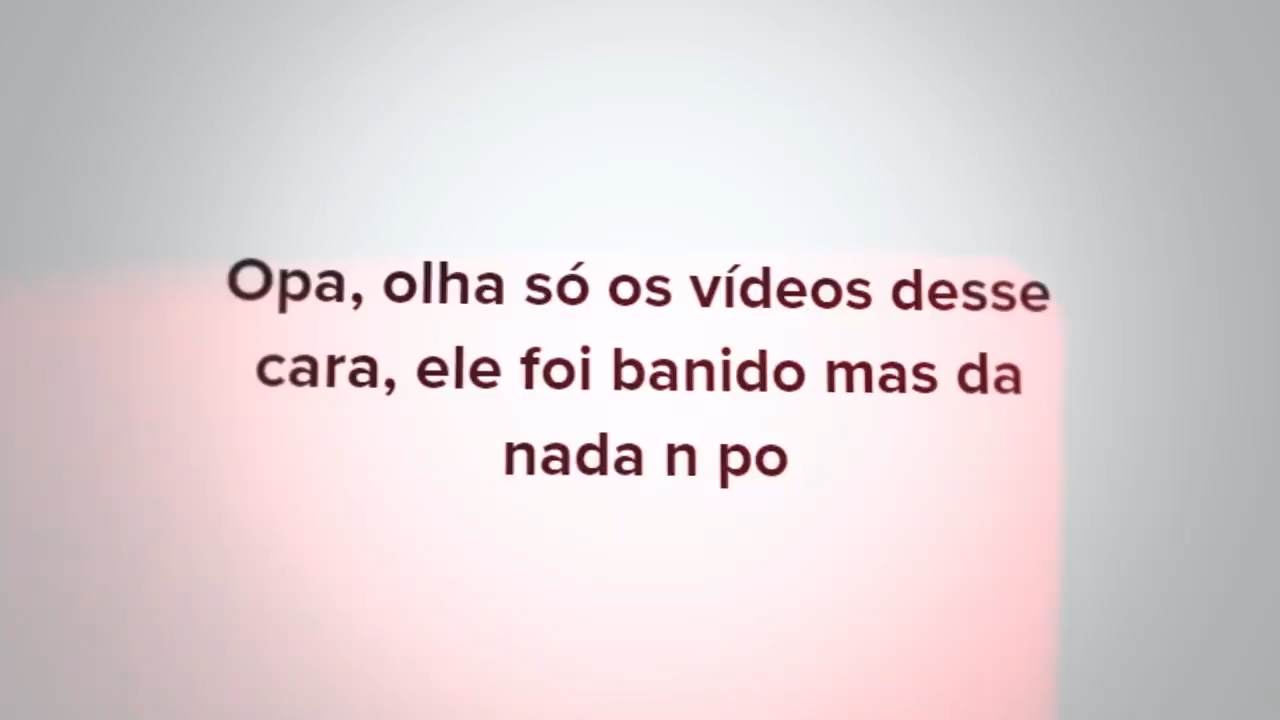 Opa, olha só os vídeos desse
cara, ele foi banido mas da
nada n po